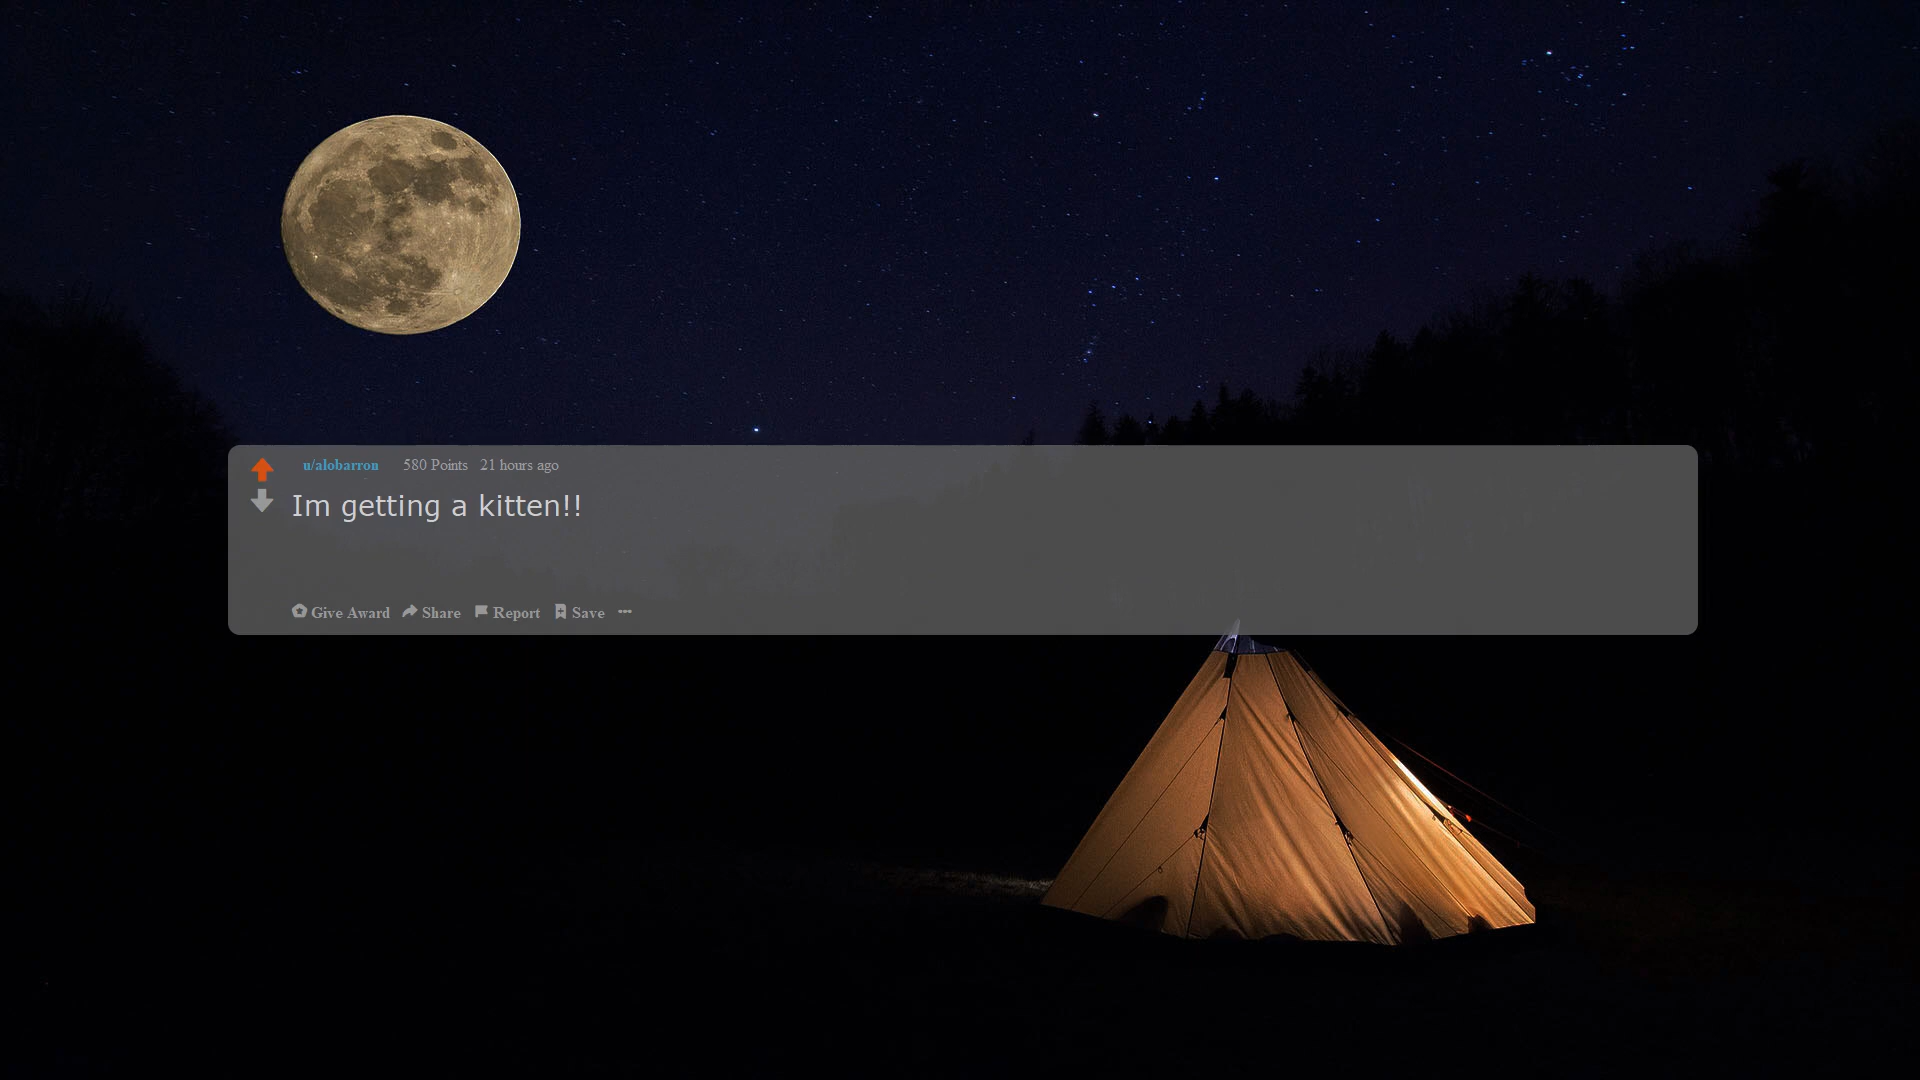 u/alobarron 580 Points 21 hours ago
Im getting a kitten!!
Give Award Share Report Save